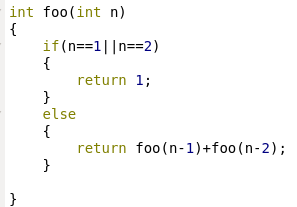 int foo(int n)
{
    if(n==1||n==2)
    {
        return 1;
    }
    else
    {
        return foo(n-1)+foo(n-2);
    }

}